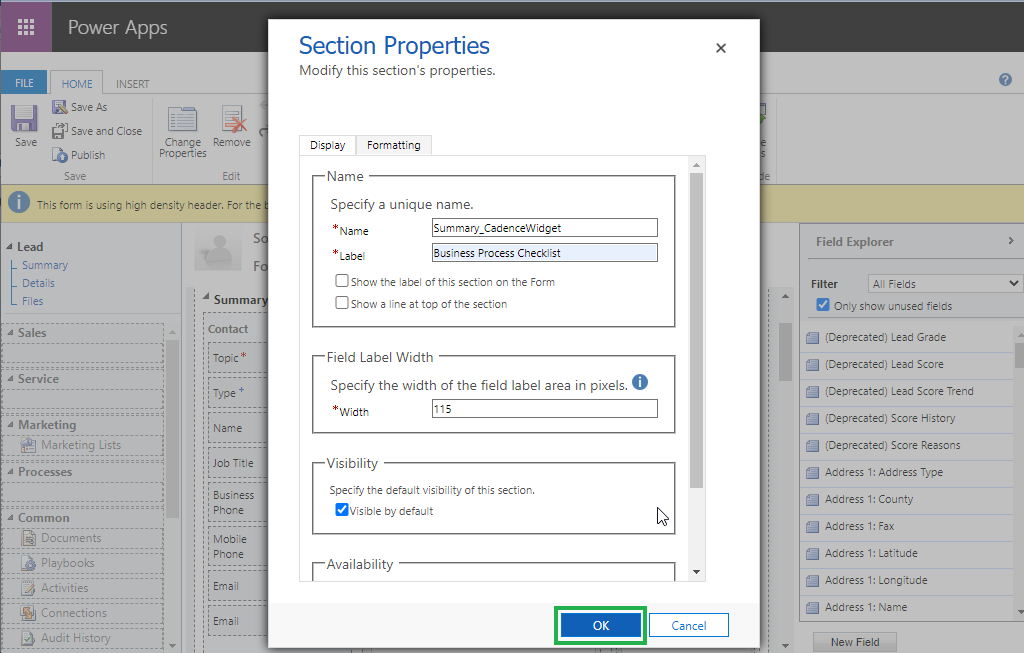 Power Apps
FILE
HOME
INSERT
Save
Save As
Save and Close
Publish
Save
Change
Properties
Remove
Edit
This form is using high density header. For the
Lead
Summary
Details
Files
Sales
Service
Marketing
Marketing Lists
Processes
Common
Documents
Playbooks
Activities
Connections
Audit History
Summary
Contact
Topic*
Type*
Name
Job Title
Business
Phone
Mobile
Phone
Email
Email
Section Properties
Modify this section's properties.
Display
Formatting
Name
Specify a unique name.
*Name
Summary_CadenceWidget
*Label
Business Process Checklist
Show the label of this section on the Form
Show a line at top of the section
Field Label Width
Specify the width of the field label area in pixels.
*Width
115
Visibility
Specify the default visibility of this section.
Visible by default
Availability
OK
Cancel
Field Explorer
Filter
All Fields
Only show unused fields
(Deprecated) Lead Grade
(Deprecated) Lead Score
(Deprecated) Lead Score Trend
(Deprecated) Score History
(Deprecated) Score Reasons
Address 1: Address Type
Address 1: County
Address 1: Fax
Address 1: Latitude
Address 1: Longitude
Address 1: Name
New Field